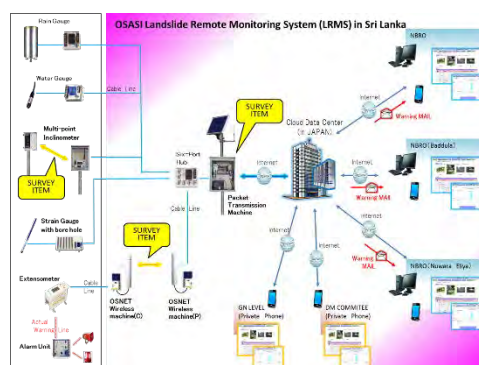 OSASI Landslide Remote Monitoring System (LRMS) in Sri Lanka
Rain Gauge
Water Gauge
Cable Line
Multi-point
Inclinometer
SURVEY
ITEM
Strain Gauge
with bore hole
Extensometer
Cable
Line
Actual
Warning Line
Alarm Unit
SURVEY
ITEM
OSNET
Wireless
machine(C)
OSNET
Wireless
machine(P)
Cable Line
Hub
SURVEY
ITEM
Packet
Transmission
Machine
Internet
Cloud Data Center
(in JAPAN)
Internet
Warning MAIL
NBRO
Internet
Warning MAIL
NBRO(Baddula)
Internet
Warning MAIL
NBRO(Nuwana Eliya)
Internet
Internet
GN LEVEL
(Private Phone)
DM COMMITEE
(Private Phone)